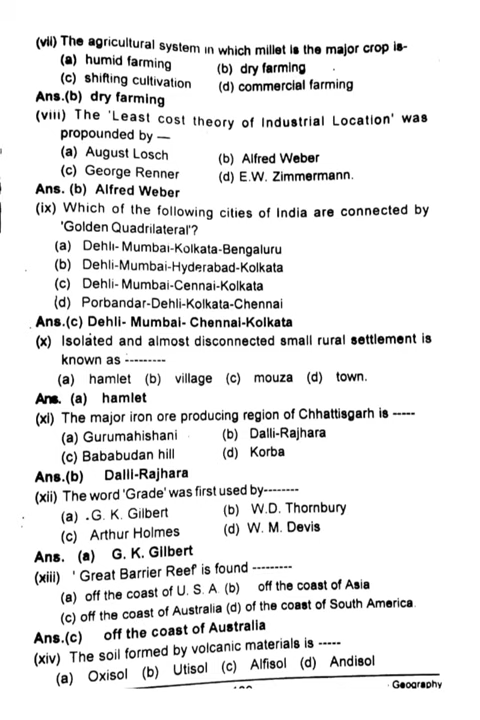 (vii) The agricultural system in which millet is the major crop is-
(a) humid farming (b) dry farming
(c) shifting cultivation (d) commercial farming
Ans.(b) dry farming
(viii) The 'Least cost theory of Industrial Location' was
propounded by —
(a) August Losch (b) Alfred Weber
(c) George Renner (d) E.W. Zimmermann.
Ans. (b) Alfred Weber
(ix) Which of the following cities of India are connected by
'Golden Quadrilateral'?
(a) Dehli- Mumbai-Kolkata-Bengaluru
(b) Dehli-Mumbai-Hyderabad-Kolkata
(c) Dehli- Mumbai-Cennai-Kolkata
(d) Porbandar-Dehli-Kolkata-Chennai
Ans.(c) Dehli- Mumbai- Chennai-Kolkata
(x) Isolated and almost disconnected small rural settlement is
known as ---------
(a) hamlet (b) village (c) mouza (d) town.
Ans. (a) hamlet
(xi) The major iron ore producing region of Chhattisgarh is -----
(a) Gurumahishani (b) Dalli-Rajhara
(c) Bababudan hill (d) Korba
Ans.(b) Dalli-Rajhara
(xii) The word 'Grade' was first used by--------
(a) .G. K. Gilbert (b) W.D. Thornbury
(c) Arthur Holmes (d) W. M. Devis
Ans. (a) G. K. Gilbert
(xiii) ' Great Barrier Reef' is found ---------
(a) off the coast of U. S. A. (b) off the coast of Asia
(c) off the coast of Australia (d) of the coast of South America.
Ans.(c) off the coast of Australia
(xiv) The soil formed by volcanic materials is -----
(a) Oxisol (b) Utisol (c) Alfisol (d) Andisol
Geography